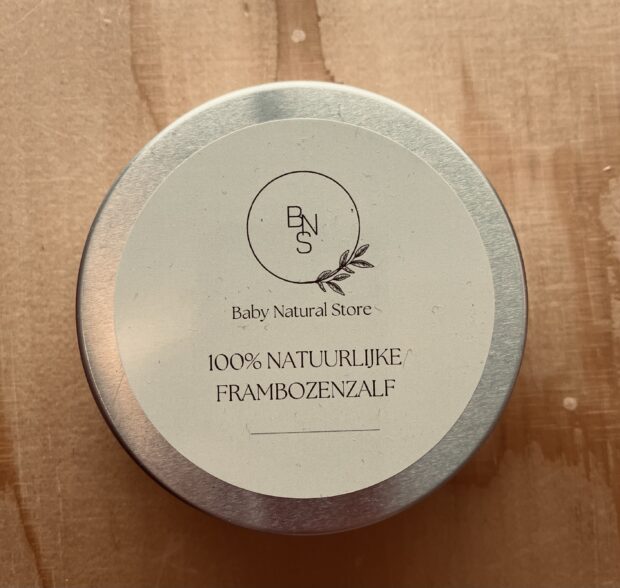 BNS
Baby Natural Store
100% NATUURLIJKE
FRAMBOZENZALF